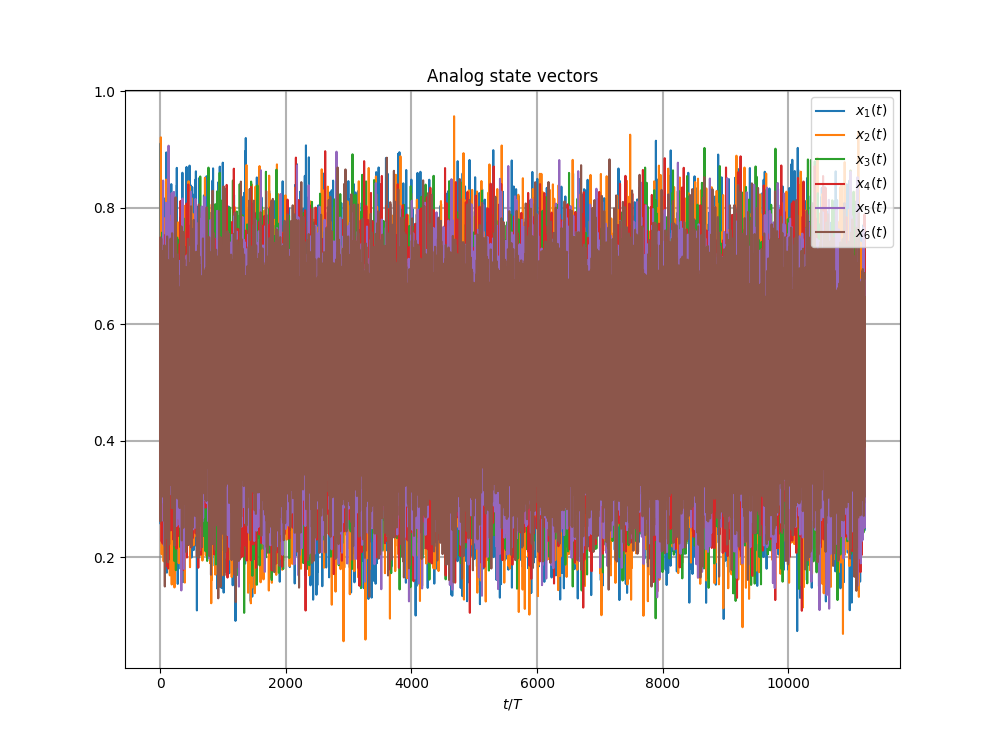 Analog state vectors
1.0
0.8
0.6
0.4
0.2
0
2000
4000
6000
8000
10000
t/T
x₁(t)
x₂(t)
x₃(t)
x₄(t)
x₅(t)
x₆(t)